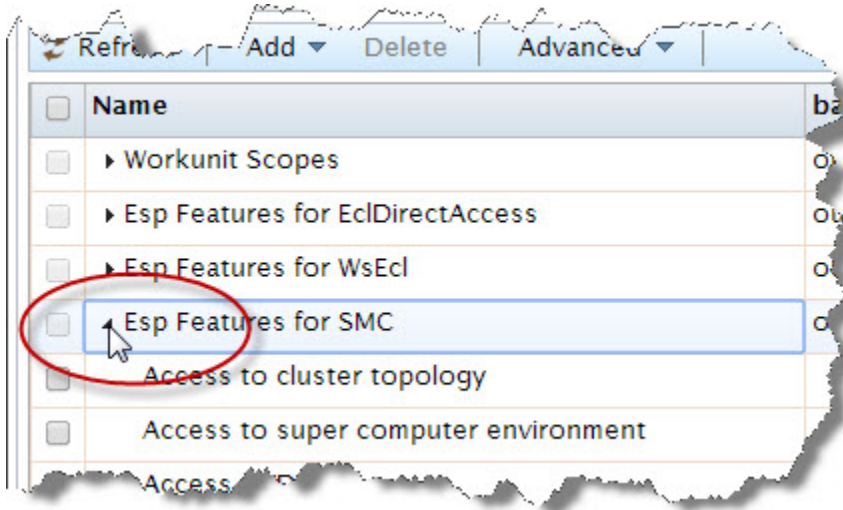 Add Delete Advanced
Name
Workunit Scopes
Esp Features for EclDirectAccess
Esp Features for WsEcl
Esp Features for SMC
Access to cluster topology
Access to super computer environment
Access